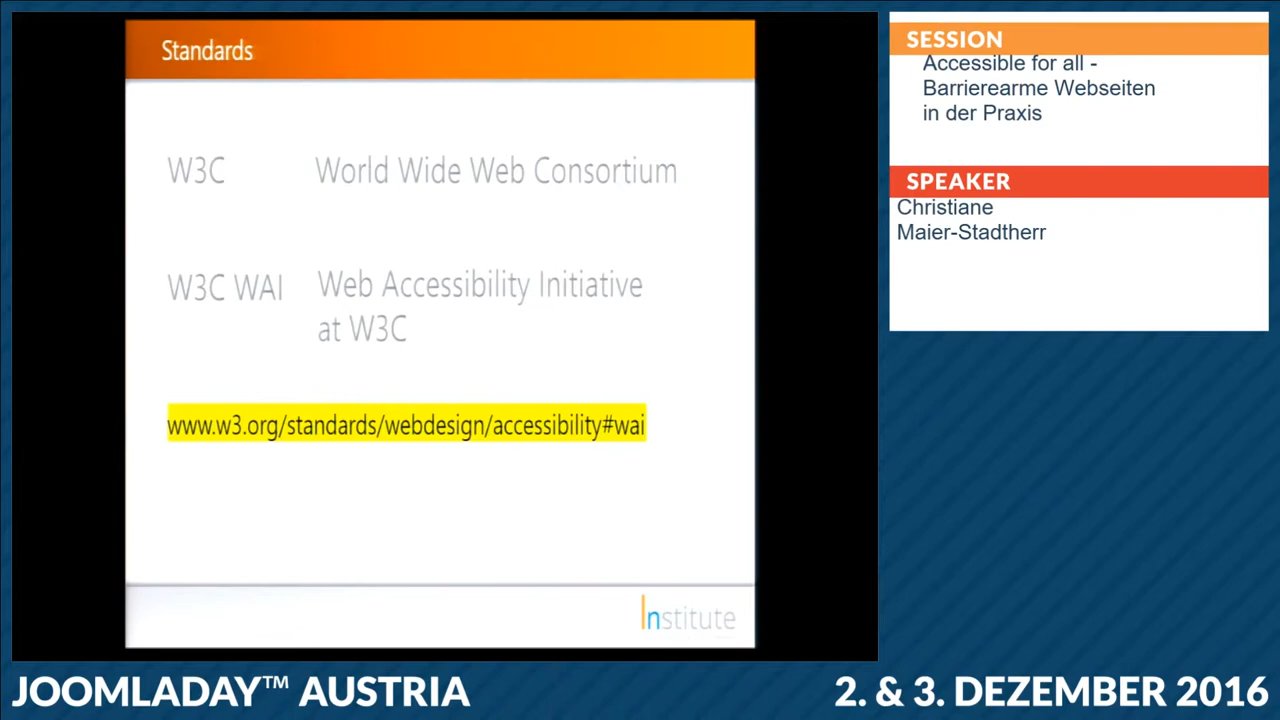 Standards
W3C World Wide Web Consortium
W3C WAI Web Accessibility Initiative
at W3C
www.w3.org/standards/webdesign/accessibility#wai
Institute
SESSION
Accessible for all -
Barrierearme Webseiten
in der Praxis
SPEAKER
Christiane
Maier-Stadtherr
JOOMLADAY™ AUSTRIA
2. & 3. DEZEMBER 2016